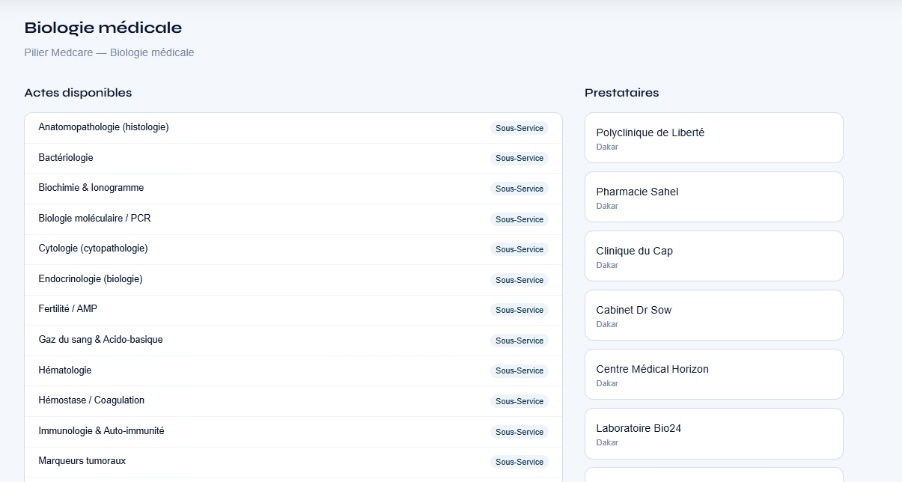 Biologie médicale
Pilier Medcare — Biologie médicale
Actes disponibles
Anatomopathologie (histologie) Sous-Service
Bactériologie Sous-Service
Biochimie & Ionogramme Sous-Service
Biologie moléculaire / PCR Sous-Service
Cytologie (cytopathologie) Sous-Service
Endocrinologie (biologie) Sous-Service
Fertilité / AMP Sous-Service
Gaz du sang & Acido-basique Sous-Service
Hématologie Sous-Service
Hémostase / Coagulation Sous-Service
Immunologie & Auto-immunité Sous-Service
Marqueurs tumoraux Sous-Service
Prestataires
Polyclinique de Liberté
Dakar
Pharmacie Sahel
Dakar
Clinique du Cap
Dakar
Cabinet Dr Sow
Dakar
Centre Médical Horizon
Dakar
Laboratoire Bio24
Dakar